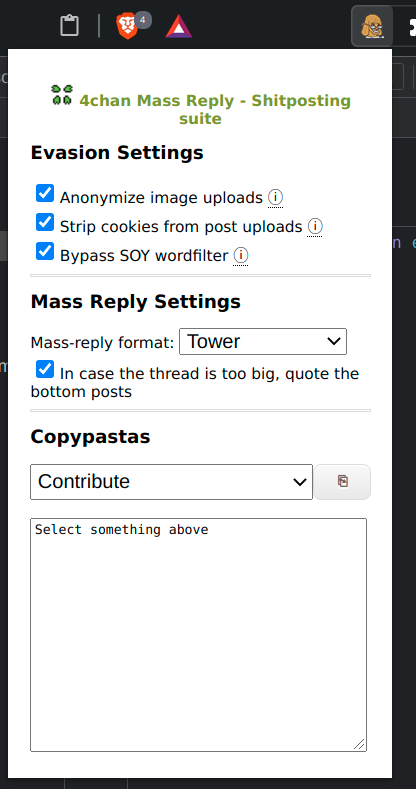 4
4chan Mass Reply - Shitposting
suite
Evasion Settings
Anonymize image uploads ⓘ
Strip cookies from post uploads ⓘ
Bypass SOY wordfilter ⓘ
Mass Reply Settings
Mass-reply format: Tower
In case the thread is too big, quote the
bottom posts
Copypastas
Contribute
Select something above
n e